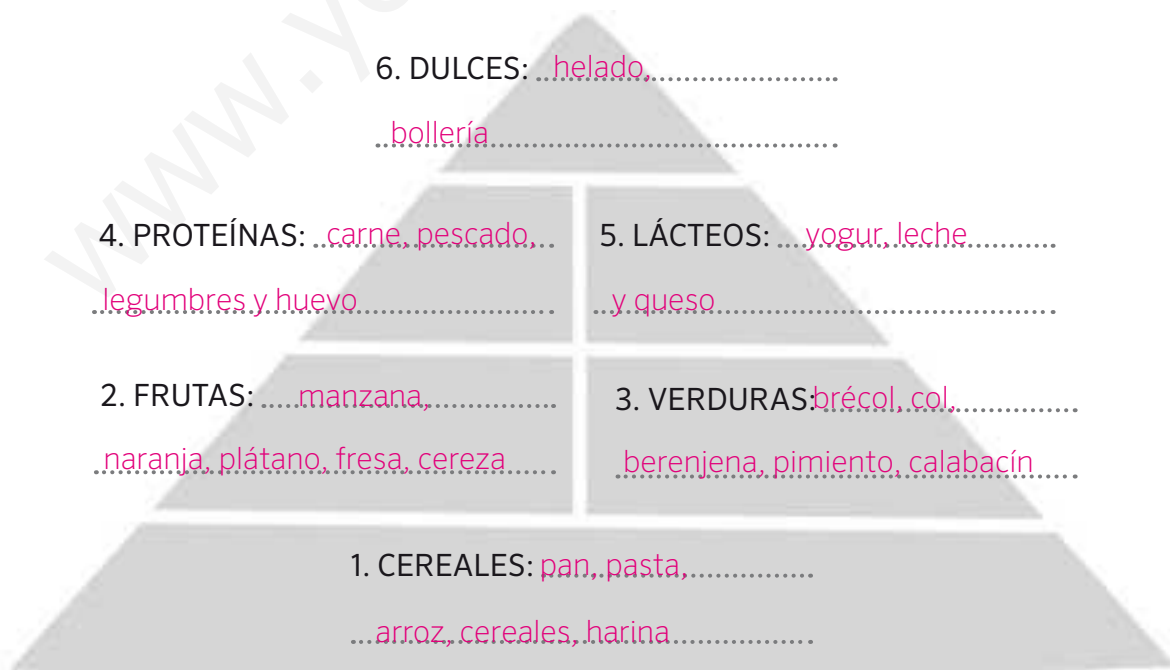 www.y
6. DULCES: helado,
bollería
4. PROTEÍNAS: carne, pescado,
legumbres y huevo
5. LÁCTEOS: yogur, leche
y queso
2. FRUTAS: manzana,
naranja, plátano, fresa, cereza
3. VERDURAS: brécol, col,
berenjena, pimiento, calabacín
1. CEREALES: pan, pasta,
arroz, cereales, harina